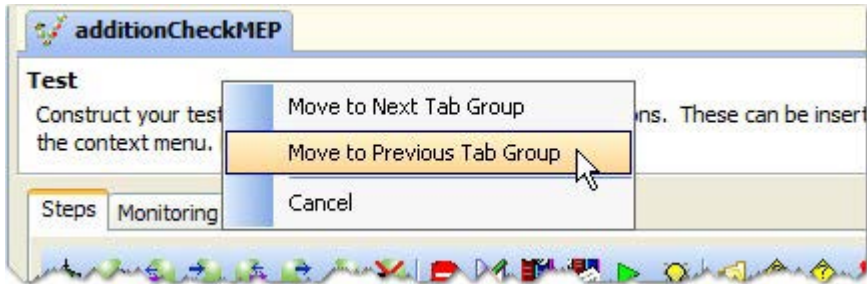 additionCheckMEP
Test
Construct your test
ns. These can be insert
the context menu.
Move to Next Tab Group
Move to Previous Tab Group
Cancel
Steps
Monitoring